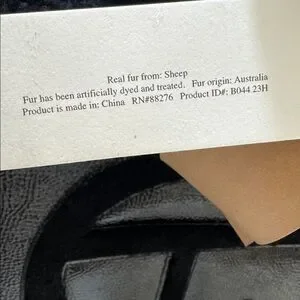 Real fur from: Sheep
Fur has been artificially dyed and treated. Fur origin: Australia
Product is made in: China RN#88276 Product ID#: B044 23H